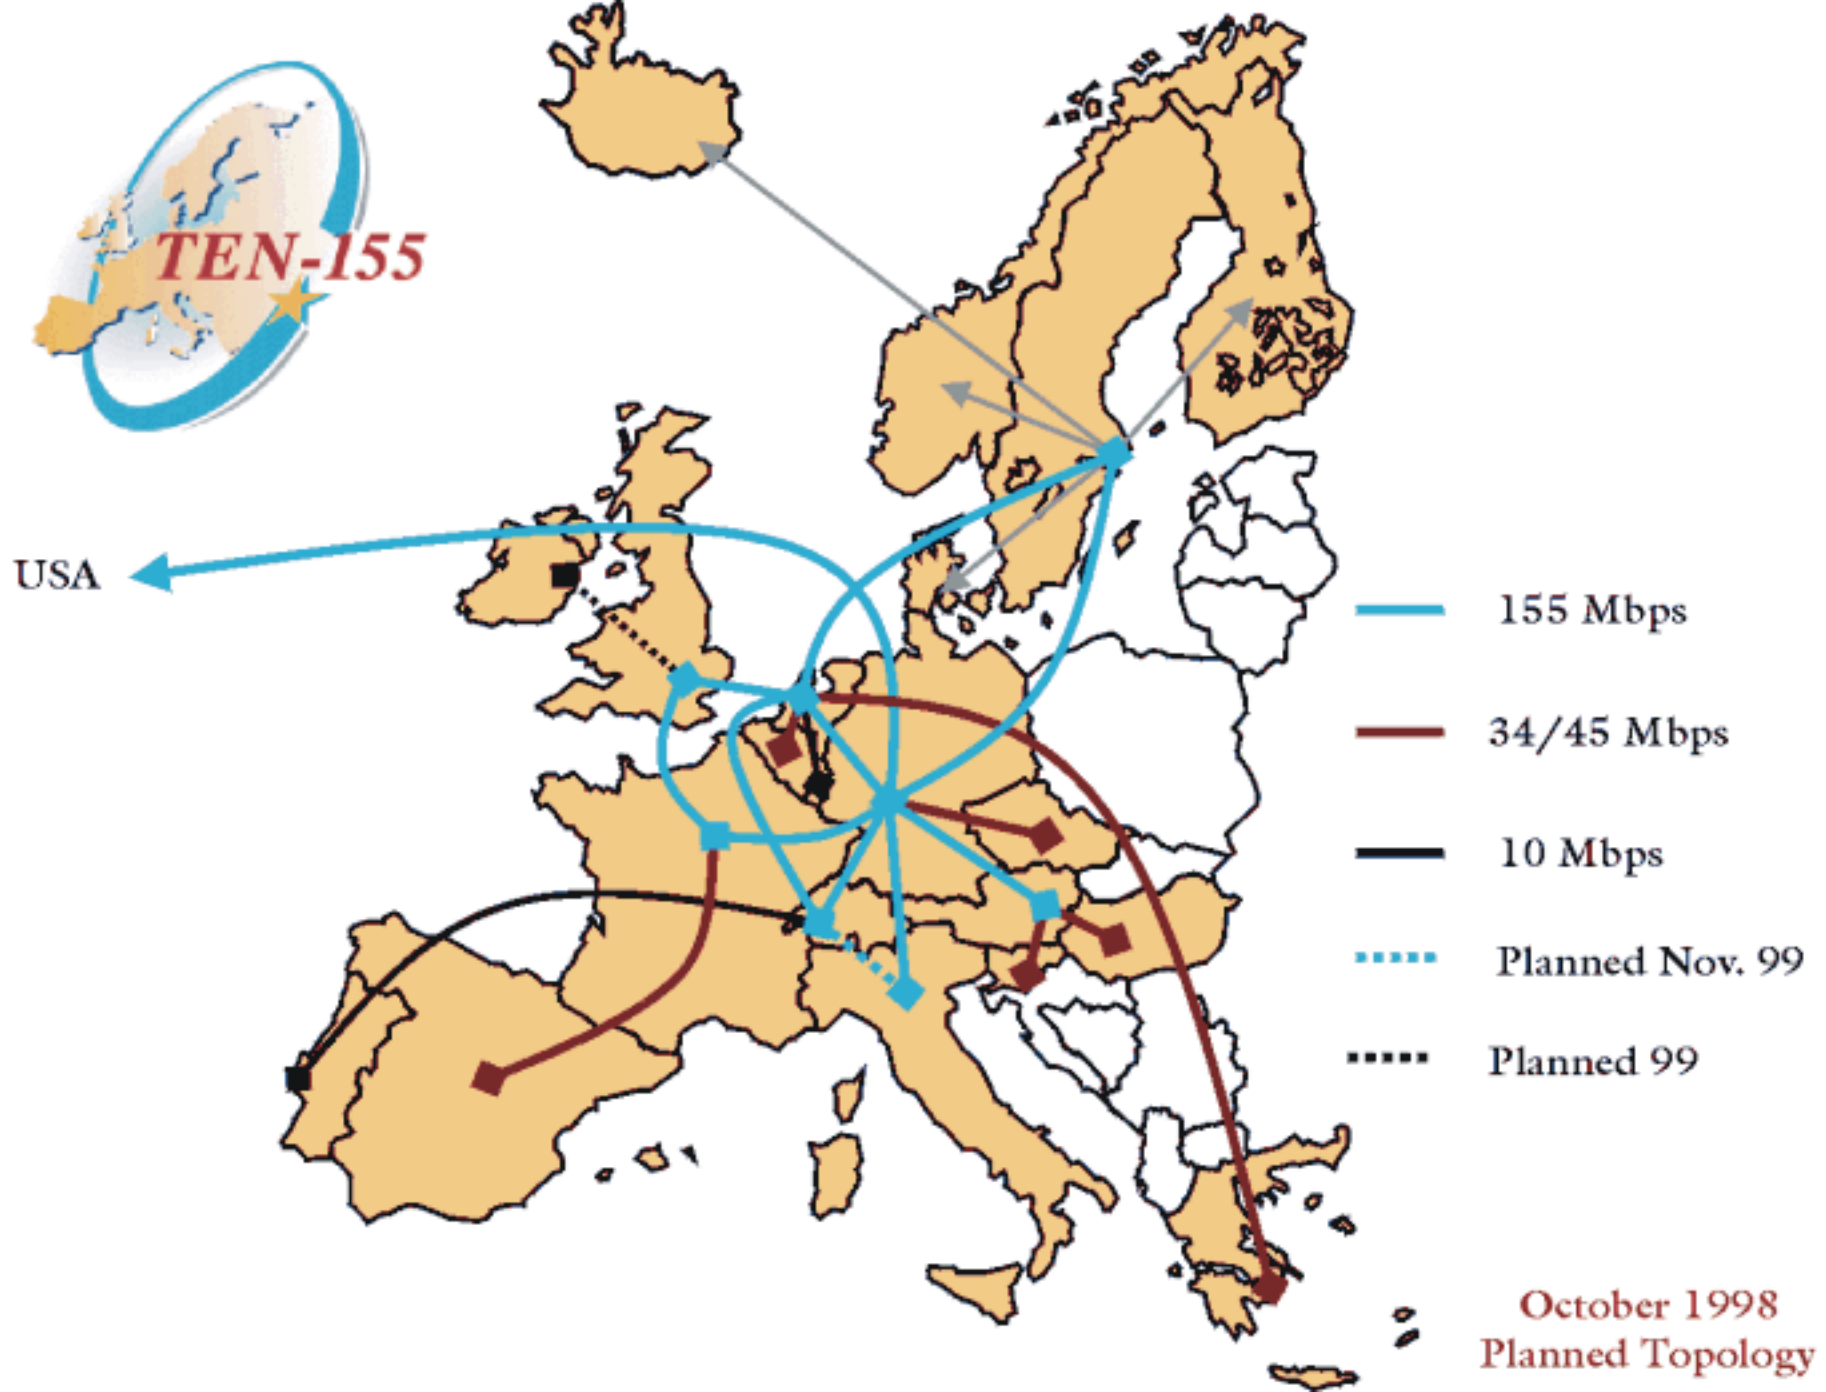 TEN-155
USA
155 Mbps
34/45 Mbps
10 Mbps
Planned Nov. 99
Planned 99
October 1998
Planned Topology